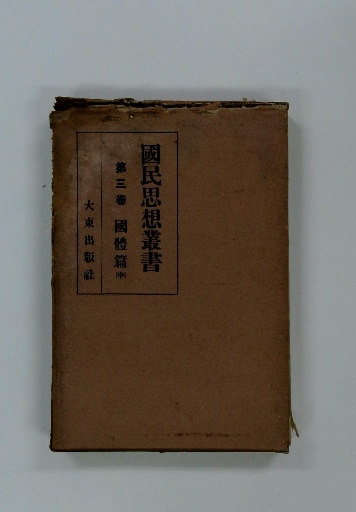 國民思想叢書
第三卷 國體篇(中)
大東出版社